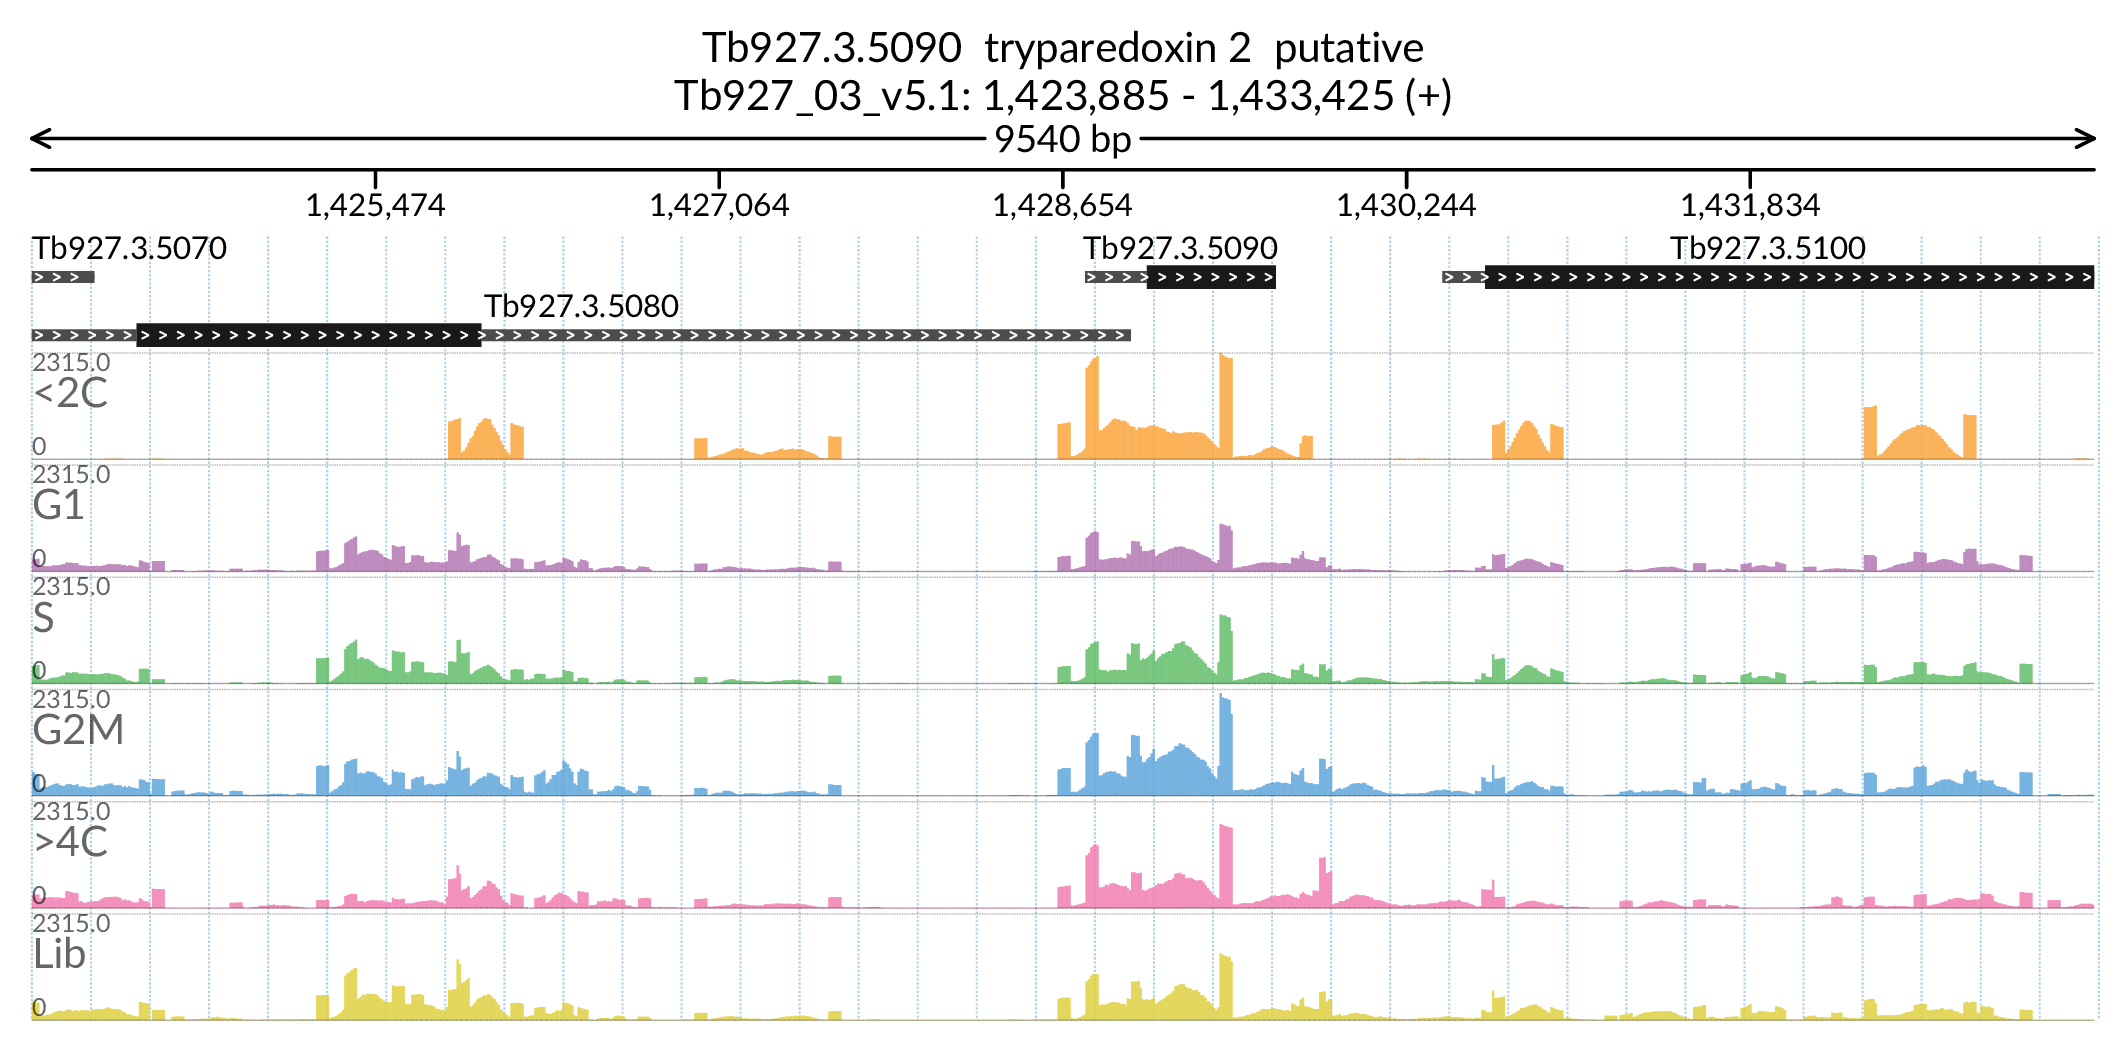 Tb927.3.5090 tryparedoxin 2 putative
Tb927_03_v5.1: 1,423,885 - 1,433,425 (+)
9540 bp
1,425,474 1,427,064 1,428,654 1,430,244 1,431,834
Tb927.3.5070 Tb927.3.5090 Tb927.3.5100
Tb927.3.5080
2315.0
<2C
0
2315.0
G1
0
2315.0
S
0
2315.0
G2M
0
2315.0
>4C
0
2315.0
Lib
0